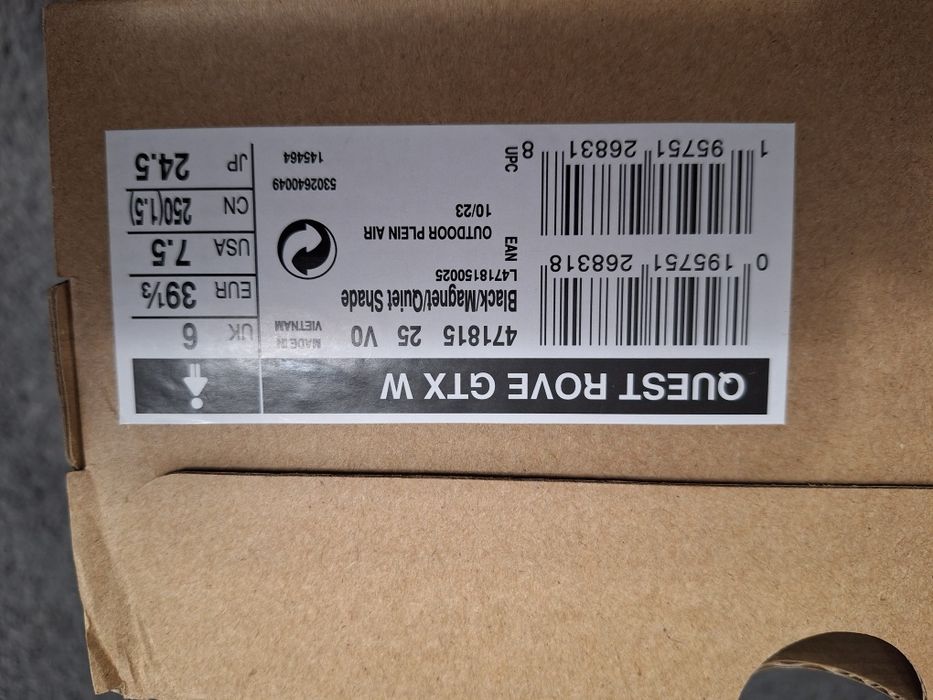 QUEST ROVE GTX W
471815 25 V0
MADE IN
VIETNAM
Black/Magnet/Quiet Shade
L4718150025
0 195751 268318
EAN
OUTDOOR PLEIN AIR
10/23
5302640049
145464
1 95751 26831 8
UPC
UK 6
EUR 39⅓
USA 7.5
CN 250(1.5)
JP 24.5